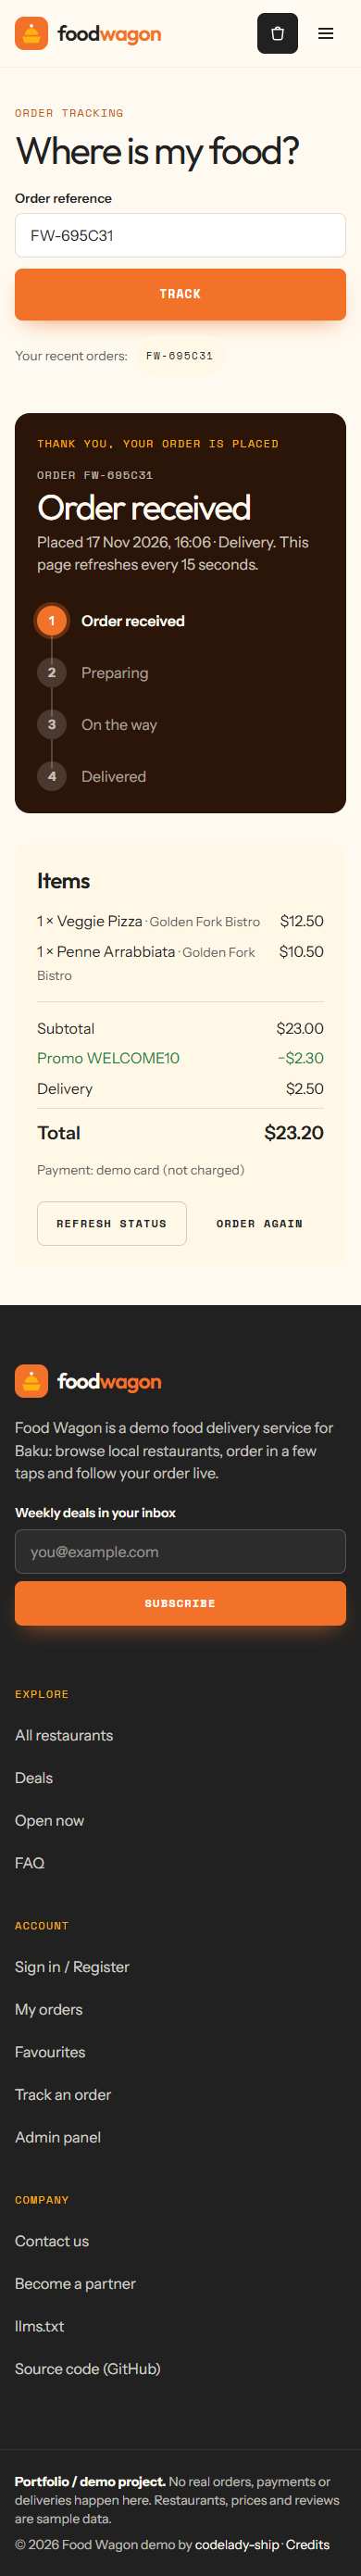 foodwagon
ORDER TRACKING
Where is my food?
Order reference
FW-695C31
TRACK
Your recent orders: FW-695C31
THANK YOU, YOUR ORDER IS PLACED
ORDER FW-695C31
Order received
Placed 17 Nov 2026, 16:06 · Delivery. This
page refreshes every 15 seconds.
1 Order received
2 Preparing
3 On the way
4 Delivered
Items
1 × Veggie Pizza · Golden Fork Bistro $12.50
1 × Penne Arrabbiata · Golden Fork $10.50
Bistro
Subtotal $23.00
Promo WELCOME10 −$2.30
Delivery $2.50
Total $23.20
Payment: demo card (not charged)
REFRESH STATUS ORDER AGAIN
foodwagon
Food Wagon is a demo food delivery service for
Baku: browse local restaurants, order in a few
taps and follow your order live.
Weekly deals in your inbox
you@example.com
SUBSCRIBE
EXPLORE
All restaurants
Deals
Open now
FAQ
ACCOUNT
Sign in / Register
My orders
Favourites
Track an order
Admin panel
COMPANY
Contact us
Become a partner
llms.txt
Source code (GitHub)
Portfolio / demo project. No real orders, payments or
deliveries happen here. Restaurants, prices and reviews
are sample data.
© 2026 Food Wagon demo by codelady-ship · Credits